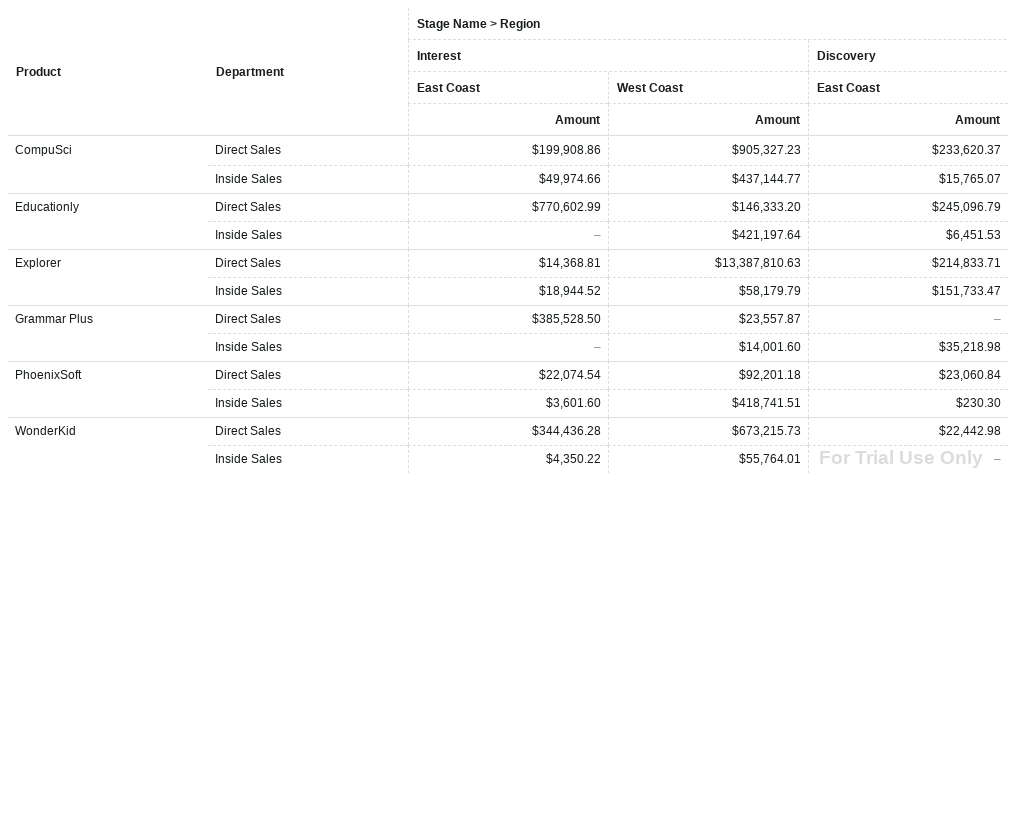 Stage Name > Region
Product Department Interest Discovery
East Coast West Coast East Coast
Amount Amount Amount
CompuSci Direct Sales $199,908.86 $905,327.23 $233,620.37
Inside Sales $49,974.66 $437,144.77 $15,765.07
Educationly Direct Sales $770,602.99 $146,333.20 $245,096.79
Inside Sales – $421,197.64 $6,451.53
Explorer Direct Sales $14,368.81 $13,387,810.63 $214,833.71
Inside Sales $18,944.52 $58,179.79 $151,733.47
Grammar Plus Direct Sales $385,528.50 $23,557.87 –
Inside Sales – $14,001.60 $35,218.98
PhoenixSoft Direct Sales $22,074.54 $92,201.18 $23,060.84
Inside Sales $3,601.60 $418,741.51 $230.30
WonderKid Direct Sales $344,436.28 $673,215.73 $22,442.98
Inside Sales $4,350.22 $55,764.01 –
For Trial Use Only